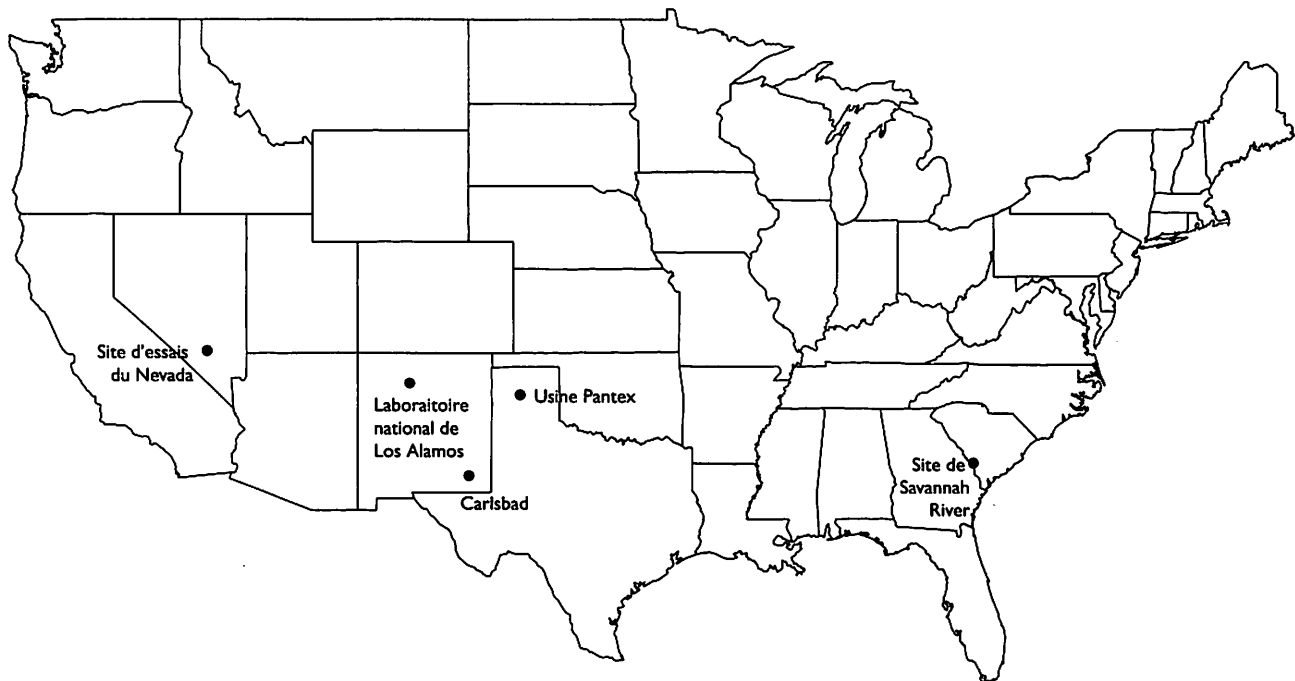 Site d'essais
du Nevada
Laboraitoire
national de
Los Alamos
Carlsbad
Usine Pantex
Site de
Savannah
River